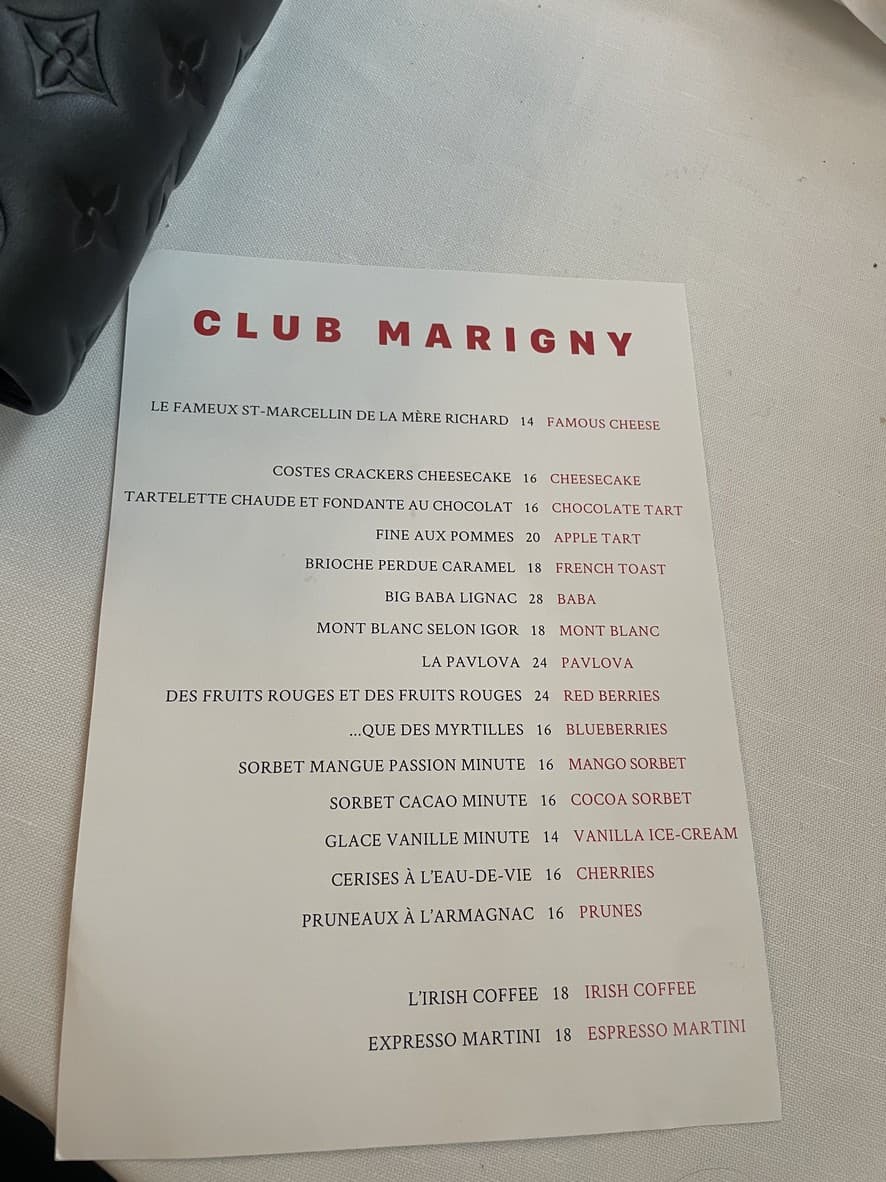 CLUB MARIGNY
LE FAMEUX ST-MARCELLIN DE LA MÈRE RICHARD 14 FAMOUS CHEESE
COSTES CRACKERS CHEESECAKE 16 CHEESECAKE
TARTELETTE CHAUDE ET FONDANTE AU CHOCOLAT 16 CHOCOLATE TART
FINE AUX POMMES 20 APPLE TART
BRIOCHE PERDUE CARAMEL 18 FRENCH TOAST
BIG BABA LIGNAC 28 BABA
MONT BLANC SELON IGOR 18 MONT BLANC
LA PAVLOVA 24 PAVLOVA
DES FRUITS ROUGES ET DES FRUITS ROUGES 24 RED BERRIES
...QUE DES MYRTILLES 16 BLUEBERRIES
SORBET MANGUE PASSION MINUTE 16 MANGO SORBET
SORBET CACAO MINUTE 16 COCOA SORBET
GLACE VANILLE MINUTE 14 VANILLA ICE-CREAM
CERISES À L'EAU-DE-VIE 16 CHERRIES
PRUNEAUX À L'ARMAGNAC 16 PRUNES
L'IRISH COFFEE 18 IRISH COFFEE
EXPRESSO MARTINI 18 ESPRESSO MARTINI